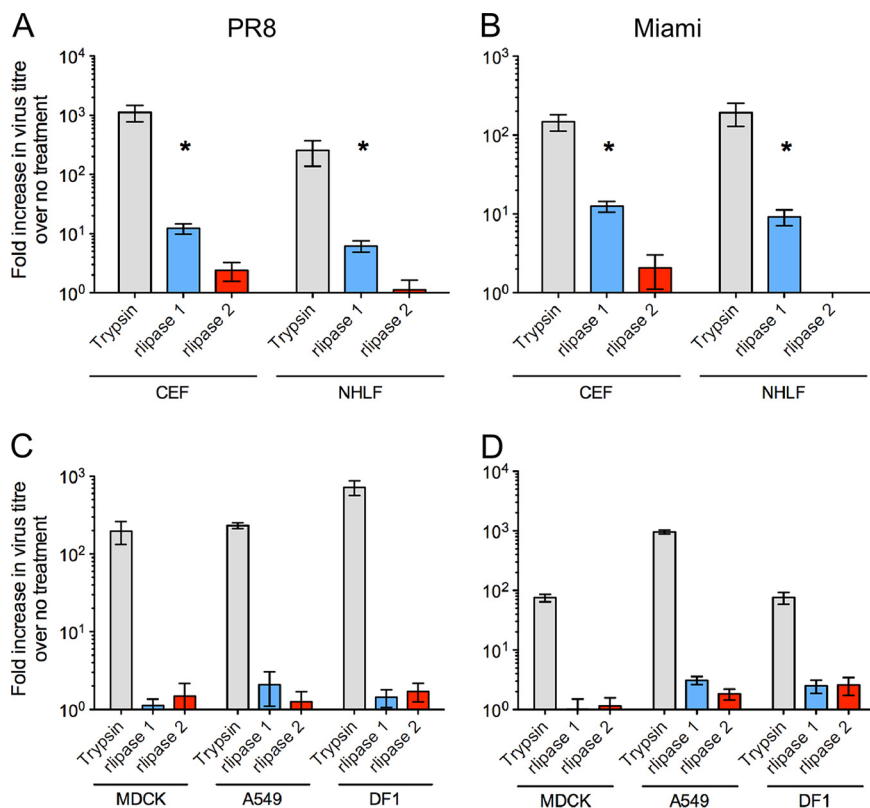 A
PR8
B
Miami
Fold increase in virus titre
over no treatment
10⁴
10³
10²
10¹
10⁰
*
*
Trypsin
rlipase 1
rlipase 2
Trypsin
rlipase 1
rlipase 2
CEF
NHLF
10³
10²
10¹
10⁰
*
*
Trypsin
rlipase 1
rlipase 2
Trypsin
rlipase 1
rlipase 2
CEF
NHLF
C
D
Fold increase in virus titre
over no treatment
10³
10²
10¹
10⁰
Trypsin
rlipase 1
rlipase 2
Trypsin
rlipase 1
rlipase 2
Trypsin
rlipase 1
rlipase 2
MDCK
A549
DF1
10⁴
10³
10²
10¹
10⁰
Trypsin
rlipase 1
rlipase 2
Trypsin
rlipase 1
rlipase 2
Trypsin
rlipase 1
rlipase 2
MDCK
A549
DF1